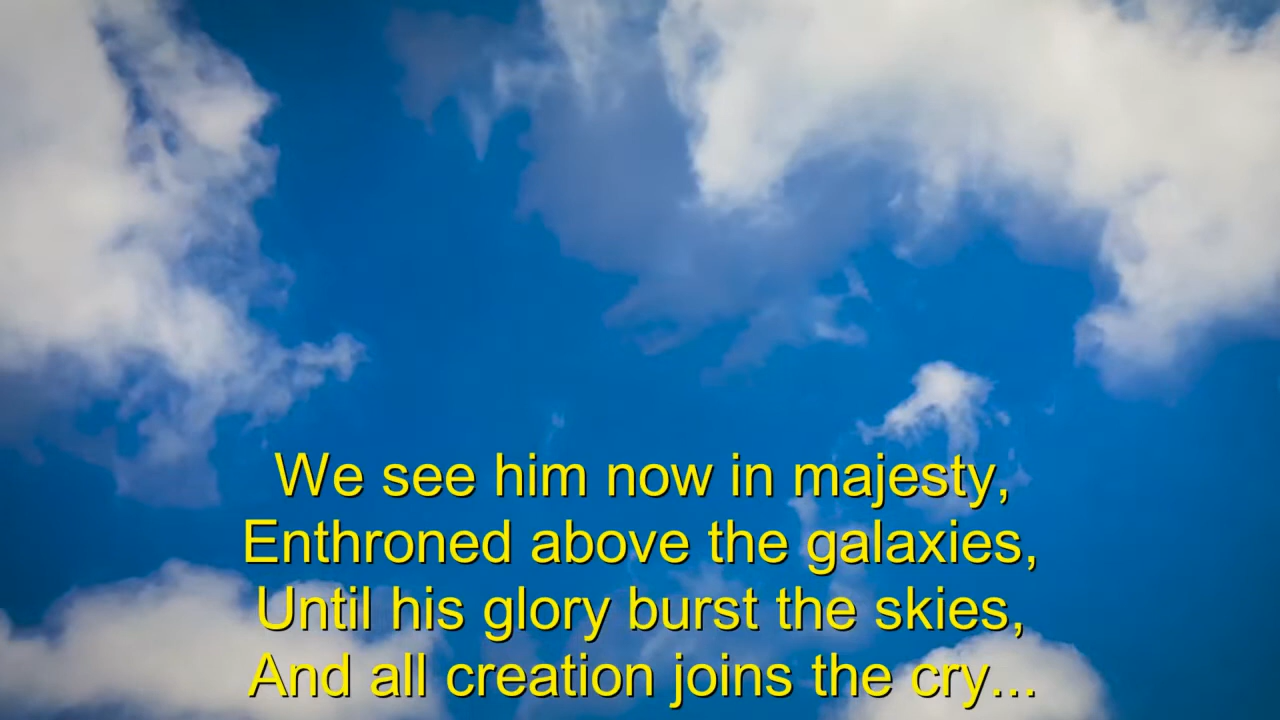 We see him now in majesty,
Enthroned above the galaxies,
Until his glory burst the skies,
And all creation joins the cry...